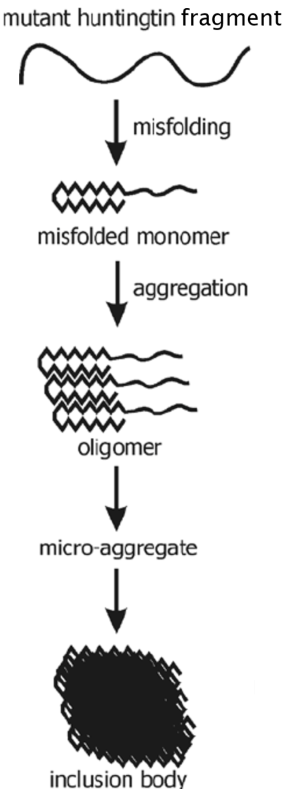 mutant huntingtin fragment
misfolding
misfolded monomer
aggregation
oligomer
micro-aggregate
inclusion body